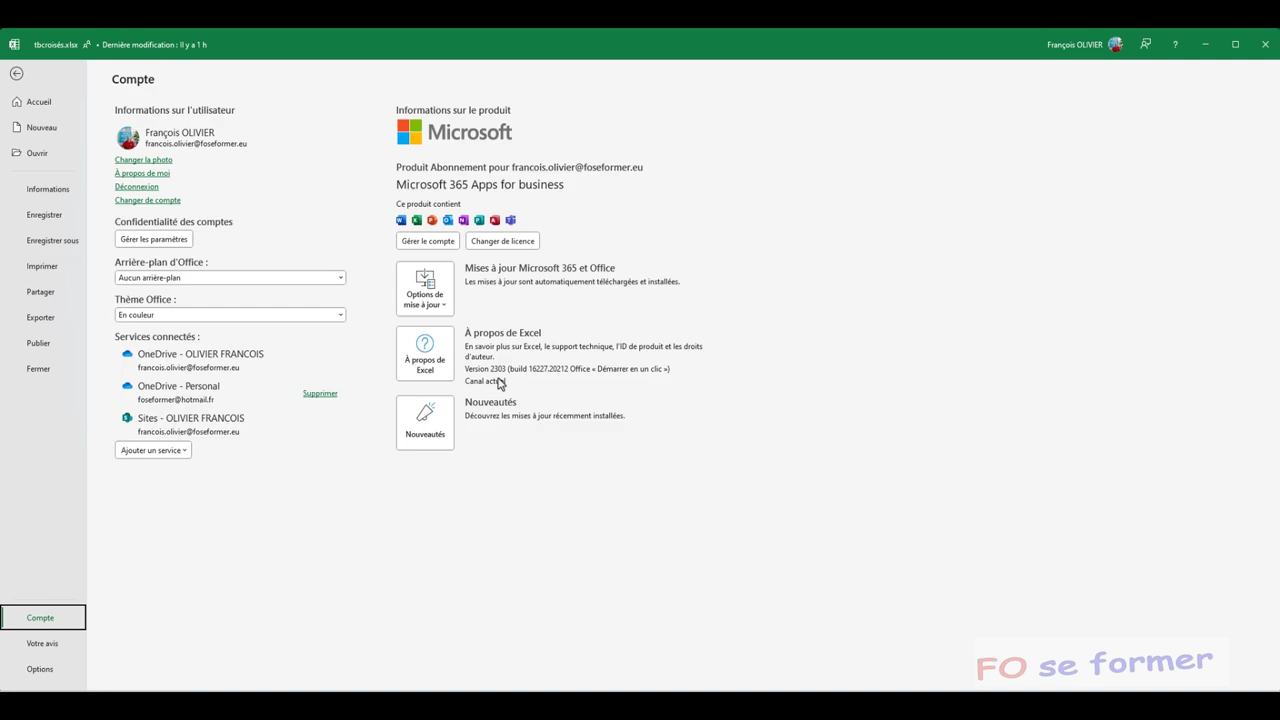 tbcroisés.xlsx • Dernière modification : Il y a 1 h
François OLIVIER
?
Compte
Accueil
Nouveau
Ouvrir
Informations
Enregistrer
Enregistrer sous
Imprimer
Partager
Exporter
Publier
Fermer
Compte
Votre avis
Options
Informations sur l'utilisateur
François OLIVIER
francois.olivier@foseformer.eu
Changer la photo
À propos de moi
Déconnexion
Changer de compte
Confidentialité des comptes
Gérer les paramètres
Arrière-plan d'Office :
Aucun arrière-plan
Thème Office :
En couleur
Services connectés :
OneDrive - OLIVIER FRANCOIS
francois.olivier@foseformer.eu
OneDrive - Personal
foseformer@hotmail.fr
Supprimer
Sites - OLIVIER FRANCOIS
francois.olivier@foseformer.eu
Ajouter un service
Informations sur le produit
Microsoft
Produit Abonnement pour francois.olivier@foseformer.eu
Microsoft 365 Apps for business
Ce produit contient
Gérer le compte
Changer de licence
Options de
mise à jour
Mises à jour Microsoft 365 et Office
Les mises à jour sont automatiquement téléchargées et installées.
À propos de
Excel
À propos de Excel
En savoir plus sur Excel, le support technique, l'ID de produit et les droits
d'auteur.
Version 2303 (build 16227.20212 Office « Démarrer en un clic »)
Canal actuel
Nouveautés
Nouveautés
Découvrez les mises à jour récemment installées.
FO se former